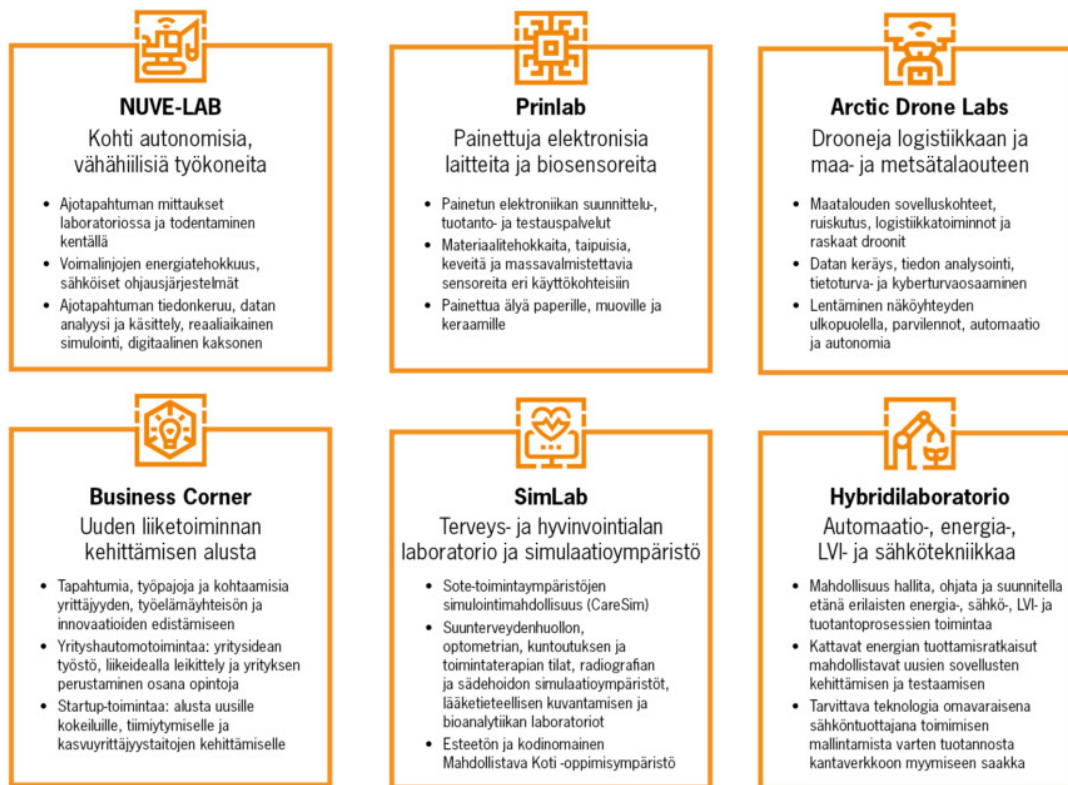 NUVE-LAB
Kohti autonomisia,
vähähiilisiä työkoneita
• Ajotapahtuman mittaukset
laboratoriossa ja todentaminen
kentällä
• Voimalinjojen energiatehokkuus,
sähköiset ohjausjärjestelmät
• Ajotapahtuman tiedonkeruu, datan
analyysi ja käsittely, reaaliaikainen
simulointi, digitaalinen kaksonen
Prinlab
Painettuja elektronisia
laitteita ja biosensoreita
• Painetun elektroniikan suunnittelu-,
tuotanto- ja testauspalvelut
• Materiaalitehokkaita, taipuisia,
keveitä ja massavalmistettavia
sensoreita eri käyttökohteisiin
• Painettua älyä paperille, muoville ja
keraamille
Arctic Drone Labs
Drooneja logistiikkaan ja
maa- ja metsätalaouteen
• Maatalouden sovelluskohteet,
ruiskutus, logistiikkatoiminnot ja
raskaat droonit
• Datan keräys, tiedon analysointi,
tietoturva- ja kyberturvaosaaminen
• Lentäminen näköyhteyden
ulkopuolella, parvilennot, automaatio
ja autonomia
Business Corner
Uuden liiketoiminnan
kehittämisen alusta
• Tapahtumia, työpajoja ja kohtaamisia
yrittäjyyden, työelämäyhteisön ja
innovaatioiden edistämiseen
• Yrityshautomotoimintaa: yritysidean
työstö, liikeidealla leikittely ja yrityksen
perustaminen osana opintoja
• Startup-toimintaa: alusta uusille
kokeiluille, tiimiytymiselle ja
kasvuyrittäjyystaitojen kehittämiselle
SimLab
Terveys- ja hyvinvointialan
laboratorio ja simulaatioympäristö
• Sote-toimintaympäristöjen
simulointimahdollisuus (CareSim)
• Suunterveydenhuollon,
optometrian, kuntoutuksen ja
toimintaterapian tilat, radiografian
ja sädehoidon simulaatioympäristöt,
lääketieteellisen kuvantamisen ja
bioanalytiikan laboratoriot
• Esteetön ja kodinomainen
Mahdollistava Koti -oppimisympäristö
Hybridilaboratorio
Automaatio-, energia-,
LVI- ja sähkötekniikkaa
• Mahdollisuus hallita, ohjata ja suunnitella
etänä erilaisten energia-, sähkö-, LVI- ja
tuotantoprosessien toimintaa
• Kattavat energian tuottamisratkaisut
mahdollistavat uusien sovellusten
kehittämisen ja testaamisen
• Tarvittava teknologia omavaraisena
sähköntuottajana toimimisen
mallintamista varten tuotannosta
kantaverkkoon myymiseen saakka